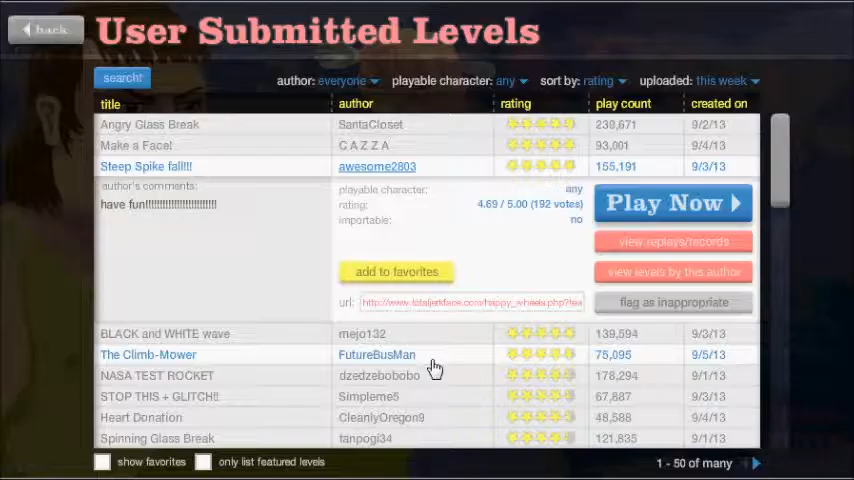 back
User Submitted Levels
search!
author: everyone playable character: any sort by: rating uploaded: this week
title author rating play count created on
Angry Glass Break SantaCloset 239,671 9/2/13
Make a Face! C A Z Z A 93,001 9/4/13
Steep Spike fall!!!! awesome2803 155,191 9/3/13
author's comments:
have fun!!!!!!!!!!!!!!!!!!!!!!!!!!
playable character: any
rating: 4.69 / 5.00 (192 votes)
importable: no
add to favorites
url: http://www.totaljerkface.com/happy_wheels.php?lea
Play Now
view replays/records
view levels by this author
flag as inappropriate
BLACK and WHITE wave mejo132 139,594 9/3/13
The Climb-Mower FutureBusMan 75,095 9/5/13
NASA TEST ROCKET dzedzebobobo 178,294 9/1/13
STOP THIS + GLITCH!! Simpleme5 67,887 9/3/13
Heart Donation CleanlyOregon9 48,588 9/4/13
Spinning Glass Break tanpogi34 121,835 9/1/13
show favorites only list featured levels 1 - 50 of many